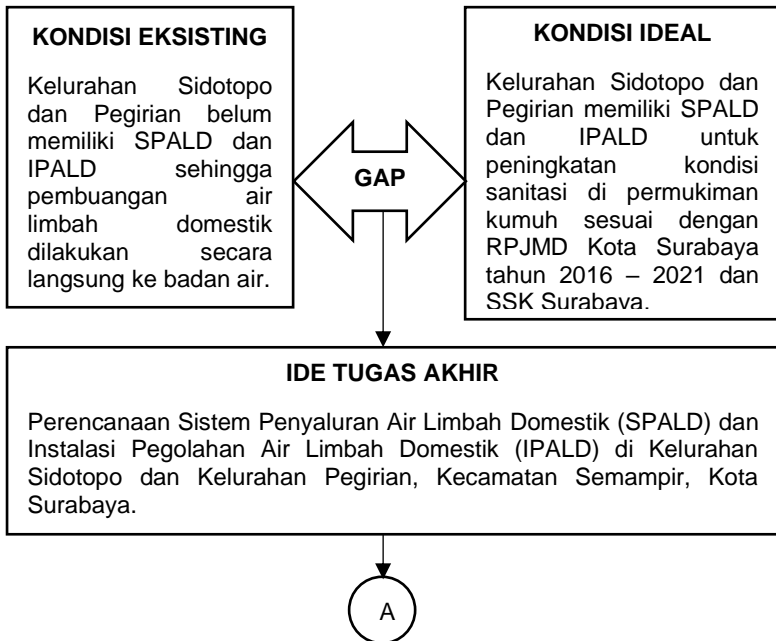 KONDISI EKSISTING
Kelurahan Sidotopo
dan Pegirian belum
memiliki SPALD dan
IPALD sehingga
pembuangan air
limbah domestik
dilakukan secara
langsung ke badan air.
GAP
KONDISI IDEAL
Kelurahan Sidotopo dan
Pegirian memiliki SPALD
dan IPALD untuk
peningkatan kondisi
sanitasi di permukiman
kumuh sesuai dengan
RPJMD Kota Surabaya
tahun 2016 – 2021 dan
SSK Surabaya.
IDE TUGAS AKHIR
Perencanaan Sistem Penyaluran Air Limbah Domestik (SPALD) dan
Instalasi Pegolahan Air Limbah Domestik (IPALD) di Kelurahan
Sidotopo dan Kelurahan Pegirian, Kecamatan Semampir, Kota
Surabaya.
A